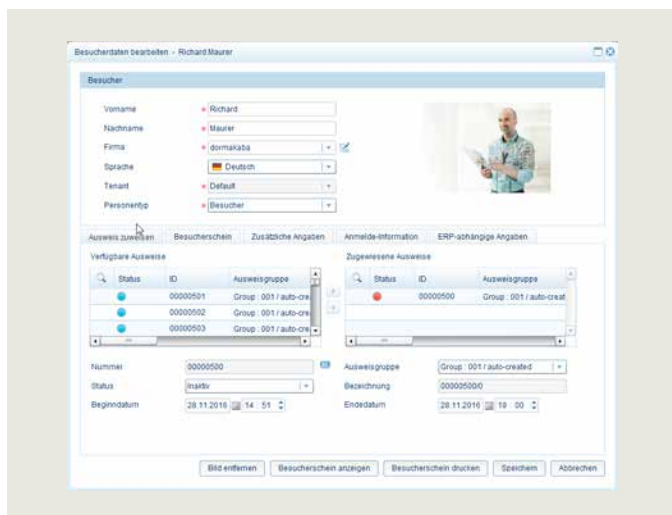 Besucherdaten bearbeiten - Richard Maurer
Besucher
Vorname * Richard
Nachname * Maurer
Firma * dormakaba
Sprache Deutsch
Tenant * Default
Personentyp * Besucher
Ausweis zuweisen Besucherschein Zusätzliche Angaben Anmelde-Information ERP-abhängige Angaben
Verfügbare Ausweise Zugewiesene Ausweise
Status ID Ausweisgruppe Status ID Ausweisgruppe
00000501 Group : 001 / auto-cre 00000500 Group : 001 / auto-creat
00000502 Group : 001 / auto-cre
00000503 Group : 001 / auto-cre
Nummer 00000500 Ausweisgruppe Group : 001 / auto-created
Status Inaktiv Bezeichnung 00000500/0
Beginndatum 28.11.2016 14 : 51 Endedatum 28.11.2016 19 : 00
Bild entfernen Besucherschein anzeigen Besucherschein drucken Speichern Abbrechen